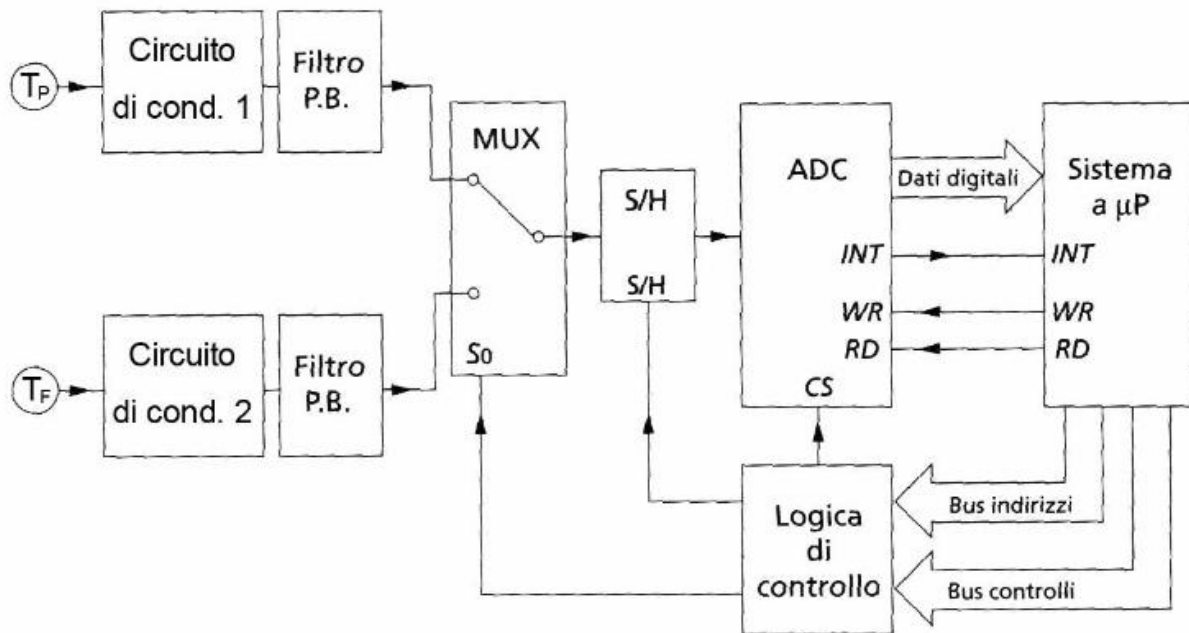 TP
Circuito
di cond. 1
Filtro
P.B.
MUX
S0
S/H
S/H
ADC
INT
WR
RD
CS
Dati digitali
Sistema
a μP
INT
WR
RD
TF
Circuito
di cond. 2
Filtro
P.B.
Logica
di
controllo
Bus indirizzi
Bus controlli